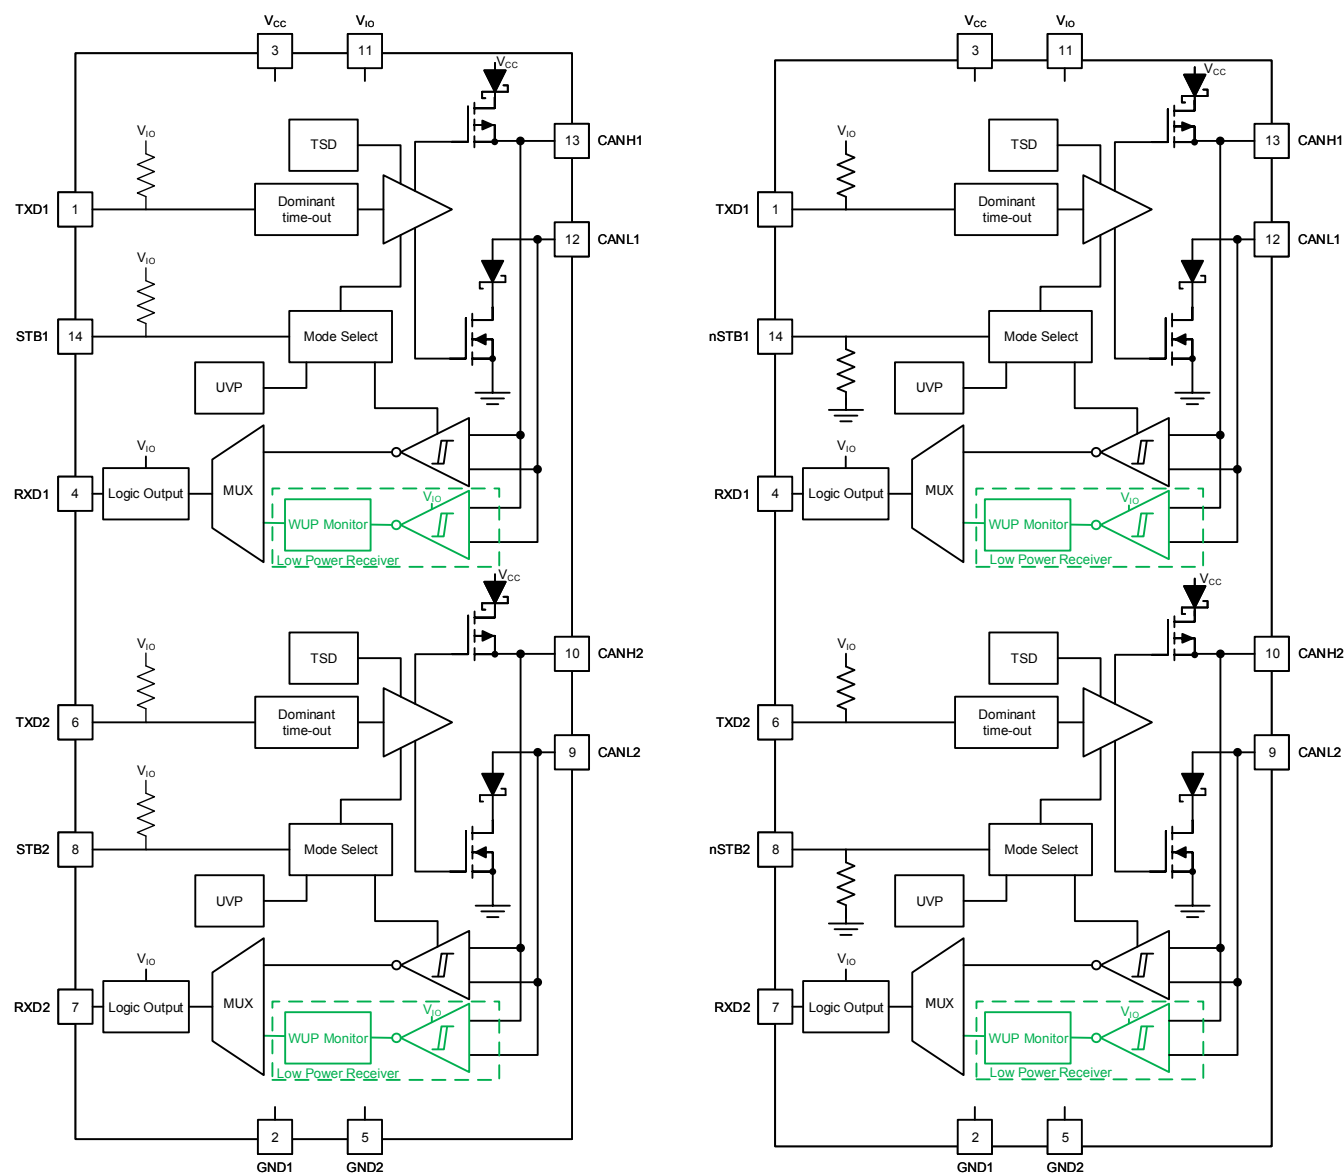 VCC VIO
3 11
VCC
VIO
TSD
13 CANH1
TXD1 1
Dominant
time-out
12 CANL1
VIO
STB1 14
Mode Select
UVP
VIO
RXD1 4
Logic Output
MUX
VIO
WUP Monitor
Low Power Receiver
VCC
VIO
TSD
10 CANH2
TXD2 6
Dominant
time-out
9 CANL2
VIO
STB2 8
Mode Select
UVP
VIO
RXD2 7
Logic Output
MUX
VIO
WUP Monitor
Low Power Receiver
2 5
GND1 GND2
VCC VIO
3 11
VCC
VIO
TSD
13 CANH1
TXD1 1
Dominant
time-out
12 CANL1
nSTB1 14
Mode Select
UVP
VIO
RXD1 4
Logic Output
MUX
VIO
WUP Monitor
Low Power Receiver
VCC
VIO
TSD
10 CANH2
TXD2 6
Dominant
time-out
9 CANL2
nSTB2 8
Mode Select
UVP
VIO
RXD2 7
Logic Output
MUX
VIO
WUP Monitor
Low Power Receiver
2 5
GND1 GND2